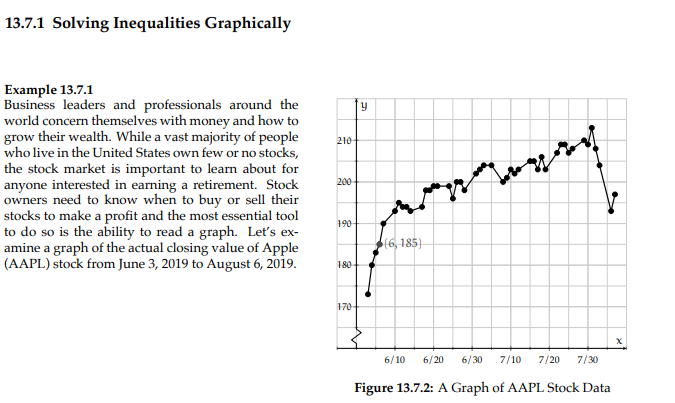 13.7.1 Solving Inequalities Graphically
Example 13.7.1
Business leaders and professionals around the
world concern themselves with money and how to
grow their wealth. While a vast majority of people
who live in the United States own few or no stocks,
the stock market is important to learn about for
anyone interested in earning a retirement. Stock
owners need to know when to buy or sell their
stocks to make a profit and the most essential tool
to do so is the ability to read a graph. Let's ex-
amine a graph of the actual closing value of Apple
(AAPL) stock from June 3, 2019 to August 6, 2019.
y
210
200
190
(6, 185)
180
170
x
6/10 6/20 6/30 7/10 7/20 7/30
Figure 13.7.2: A Graph of AAPL Stock Data